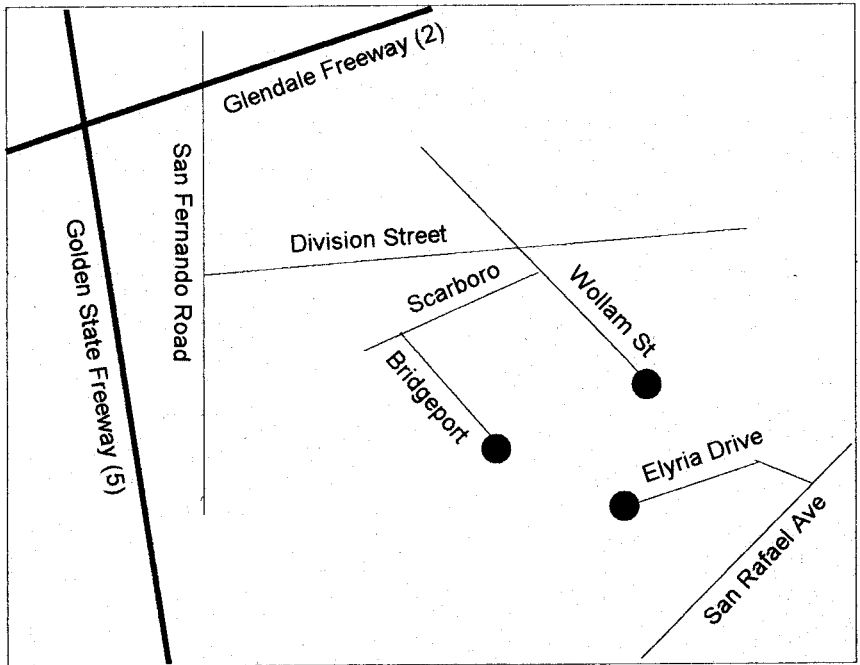 Glendale Freeway (2)
San Fernando Road
Golden State Freeway (5)
Division Street
Scarboro
Wollam St
Bridgeport
Elyria Drive
San Rafael Ave